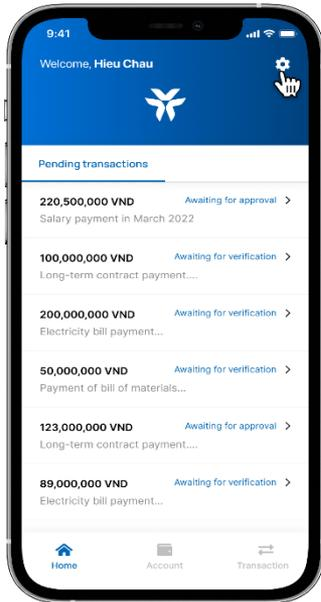 9:41
Welcome, Hieu Chau
Pending transactions
220,500,000 VND Awaiting for approval
Salary payment in March 2022
100,000,000 VND Awaiting for verification
Long-term contract payment....
200,000,000 VND Awaiting for verification
Electricity bill payment...
50,000,000 VND Awaiting for verification
Payment of bill of materials...
123,000,000 VND Awaiting for approval
Long-term contract payment....
89,000,000 VND Awaiting for verification
Electricity bill payment...
Home Account Transaction